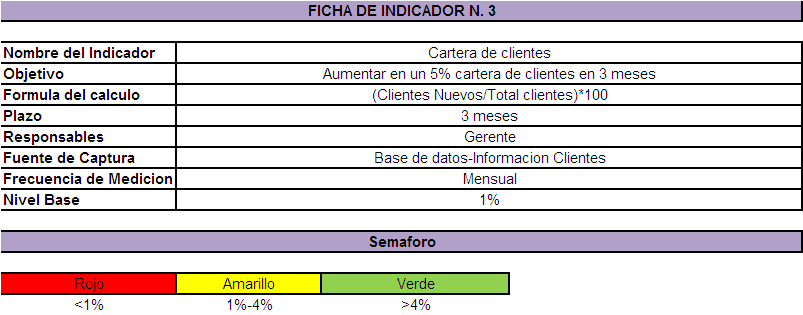 FICHA DE INDICADOR N. 3
Nombre del Indicador Cartera de clientes
Objetivo Aumentar en un 5% cartera de clientes en 3 meses
Formula del calculo (Clientes Nuevos/Total clientes)*100
Plazo 3 meses
Responsables Gerente
Fuente de Captura Base de datos-Informacion Clientes
Frecuencia de Medicion Mensual
Nivel Base 1%
Semaforo
Rojo Amarillo Verde
<1% 1%-4% >4%